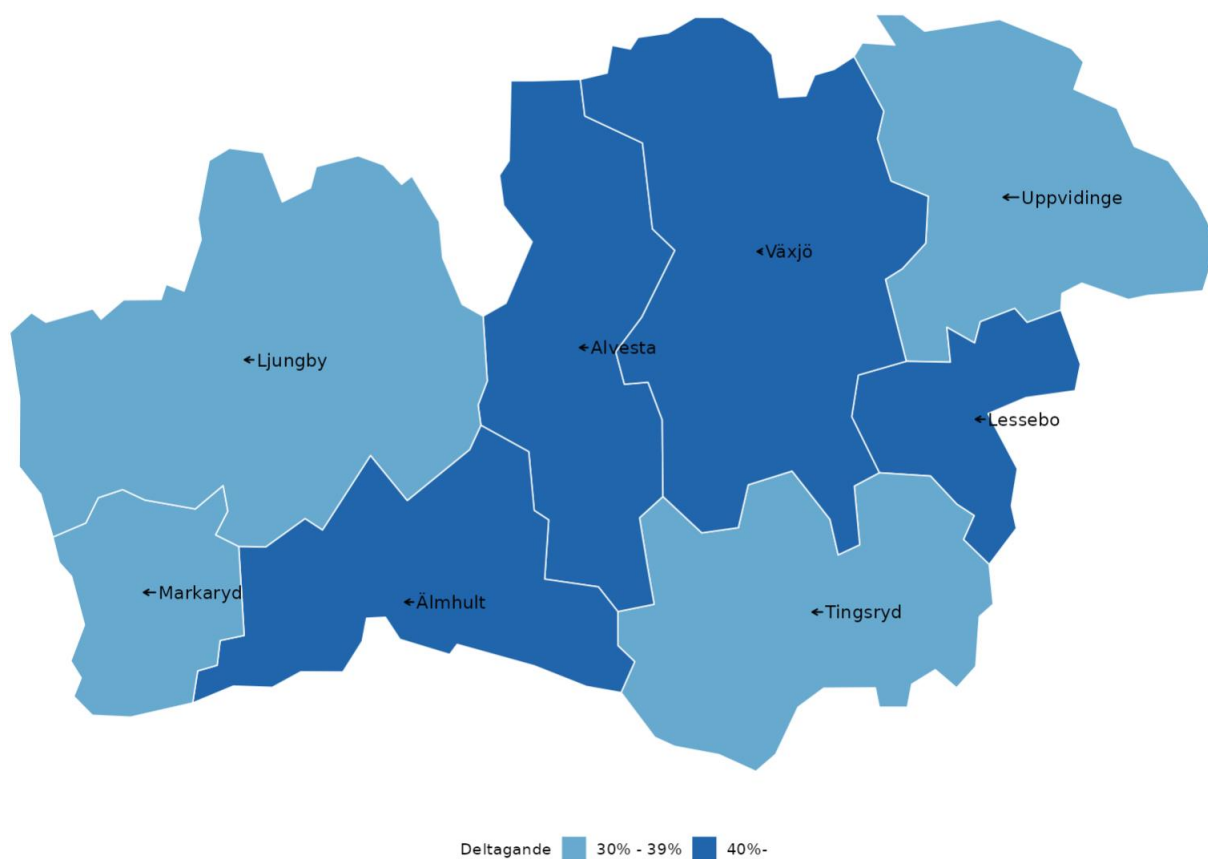 Uppvidinge
Växjö
Alvesta
Ljungby
Lessebo
Markaryd
Älmhult
Tingsryd
Deltagande 30% - 39% 40%-